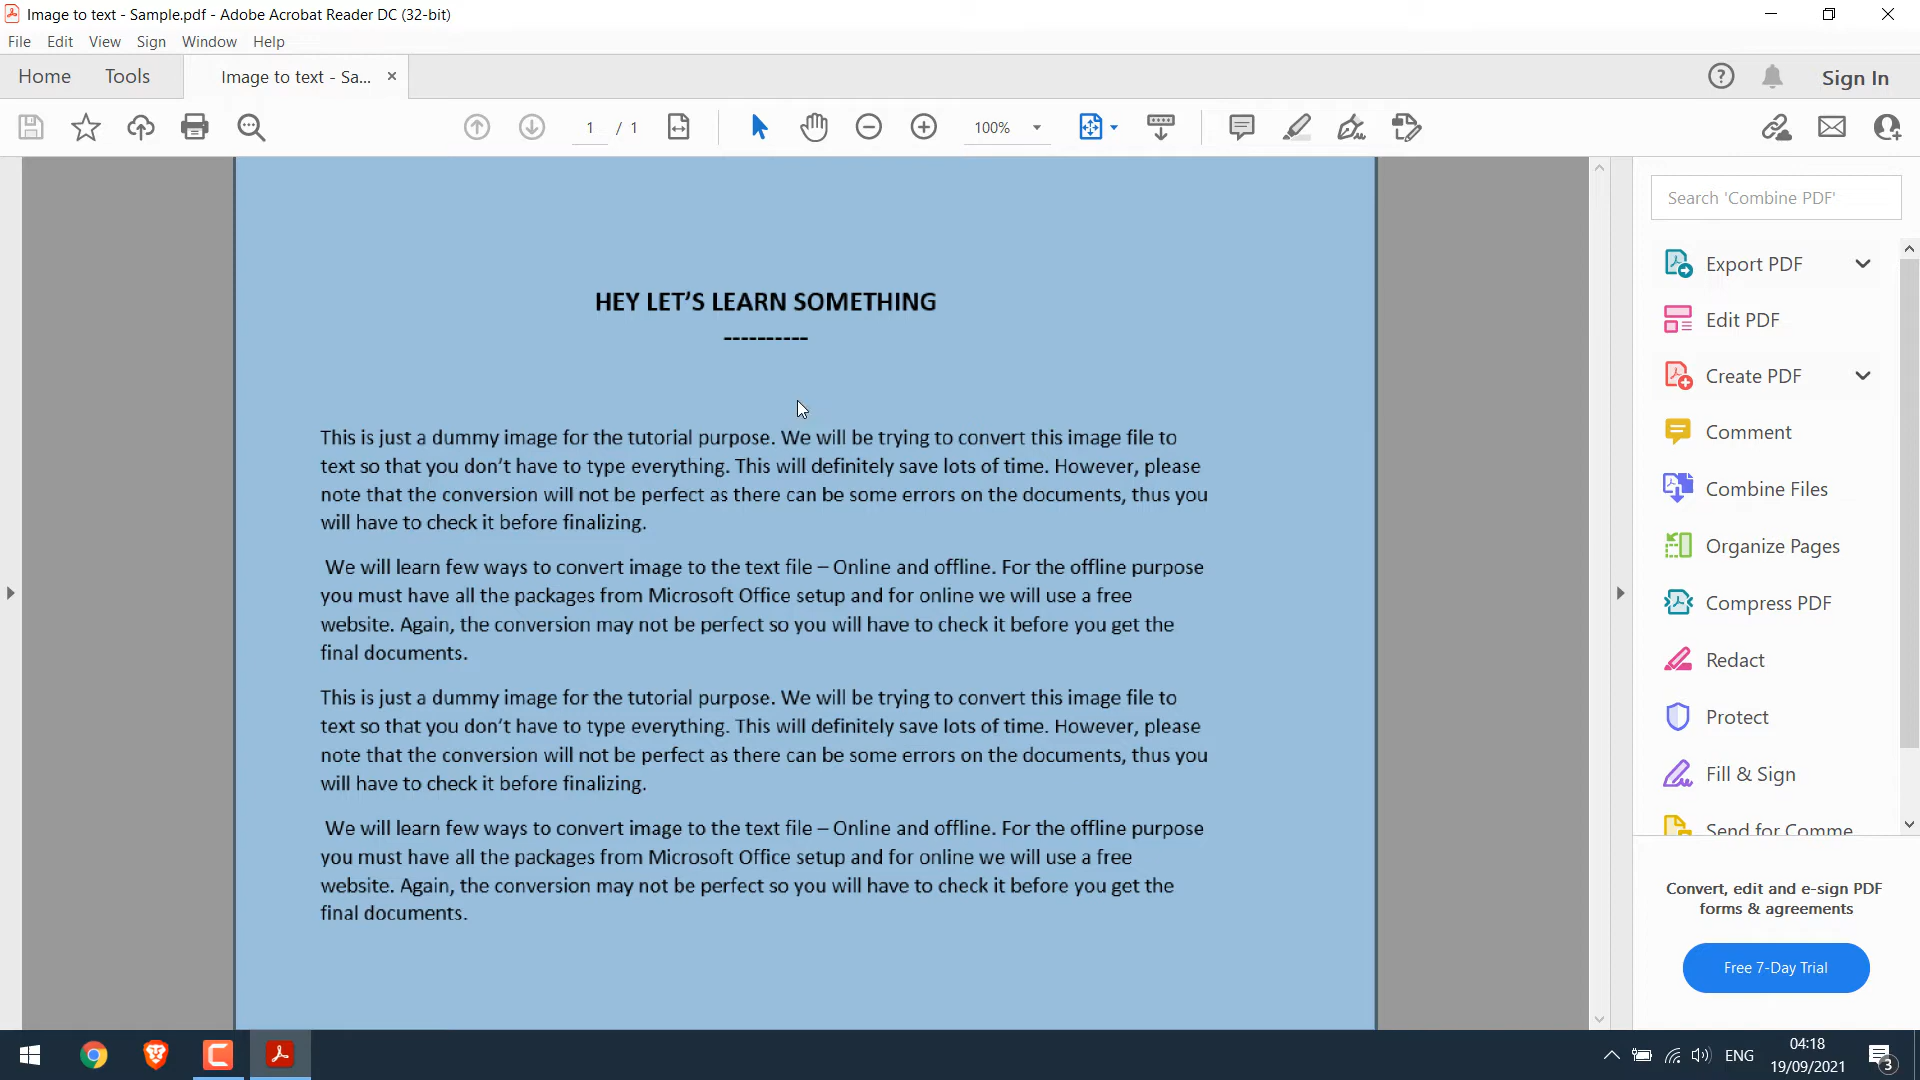 Image to text - Sample.pdf - Adobe Acrobat Reader DC (32-bit)
File Edit View Sign Window Help
Home Tools Image to text - Sa... Sign In
1 / 1 100%
HEY LET’S LEARN SOMETHING
----------
This is just a dummy image for the tutorial purpose. We will be trying to convert this image file to
text so that you don’t have to type everything. This will definitely save lots of time. However, please
note that the conversion will not be perfect as there can be some errors on the documents, thus you
will have to check it before finalizing.
We will learn few ways to convert image to the text file – Online and offline. For the offline purpose
you must have all the packages from Microsoft Office setup and for online we will use a free
website. Again, the conversion may not be perfect so you will have to check it before you get the
final documents.
This is just a dummy image for the tutorial purpose. We will be trying to convert this image file to
text so that you don’t have to type everything. This will definitely save lots of time. However, please
note that the conversion will not be perfect as there can be some errors on the documents, thus you
will have to check it before finalizing.
We will learn few ways to convert image to the text file – Online and offline. For the offline purpose
you must have all the packages from Microsoft Office setup and for online we will use a free
website. Again, the conversion may not be perfect so you will have to check it before you get the
final documents.
Search 'Combine PDF'
Export PDF
Edit PDF
Create PDF
Comment
Combine Files
Organize Pages
Compress PDF
Redact
Protect
Fill & Sign
Send for Comme
Convert, edit and e-sign PDF
forms & agreements
Free 7-Day Trial
ENG
04:18
19/09/2021
3